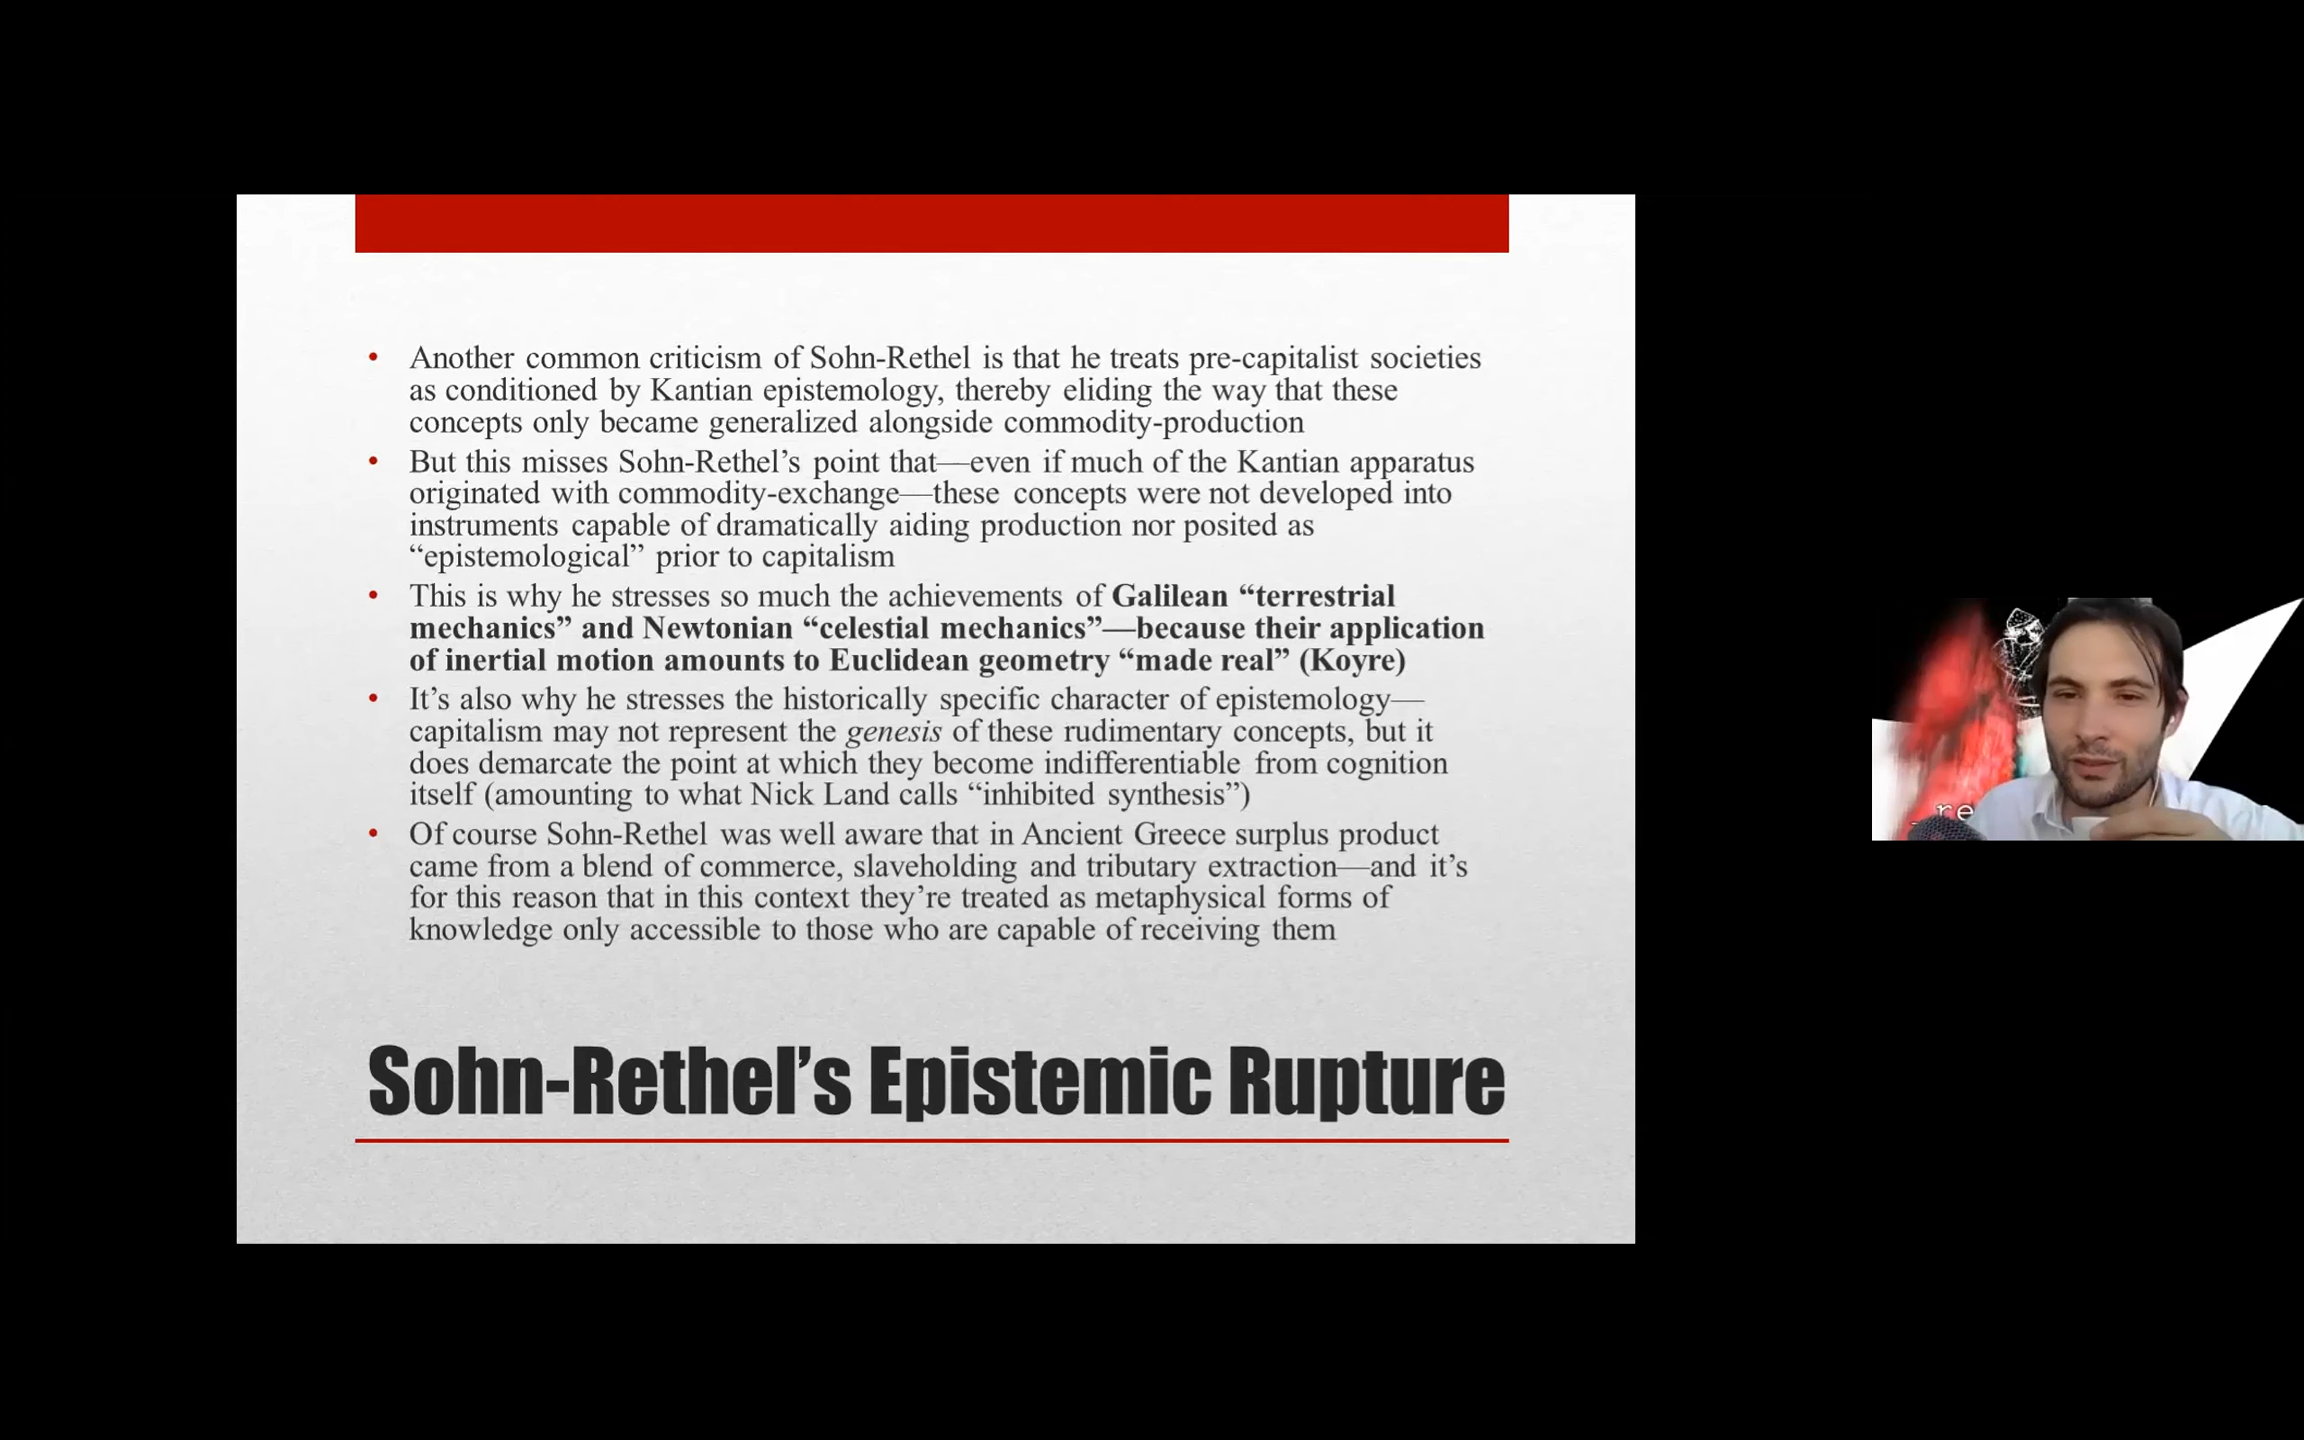 • Another common criticism of Sohn-Rethel is that he treats pre-capitalist societies
as conditioned by Kantian epistemology, thereby eliding the way that these
concepts only became generalized alongside commodity-production
• But this misses Sohn-Rethel’s point that—even if much of the Kantian apparatus
originated with commodity-exchange—these concepts were not developed into
instruments capable of dramatically aiding production nor posited as
“epistemological” prior to capitalism
• This is why he stresses so much the achievements of Galilean “terrestrial
mechanics” and Newtonian “celestial mechanics”—because their application
of inertial motion amounts to Euclidean geometry “made real” (Koyre)
• It’s also why he stresses the historically specific character of epistemology—
capitalism may not represent the genesis of these rudimentary concepts, but it
does demarcate the point at which they become indifferentiable from cognition
itself (amounting to what Nick Land calls “inhibited synthesis”)
• Of course Sohn-Rethel was well aware that in Ancient Greece surplus product
came from a blend of commerce, slaveholding and tributary extraction—and it’s
for this reason that in this context they’re treated as metaphysical forms of
knowledge only accessible to those who are capable of receiving them
Sohn-Rethel’s Epistemic Rupture